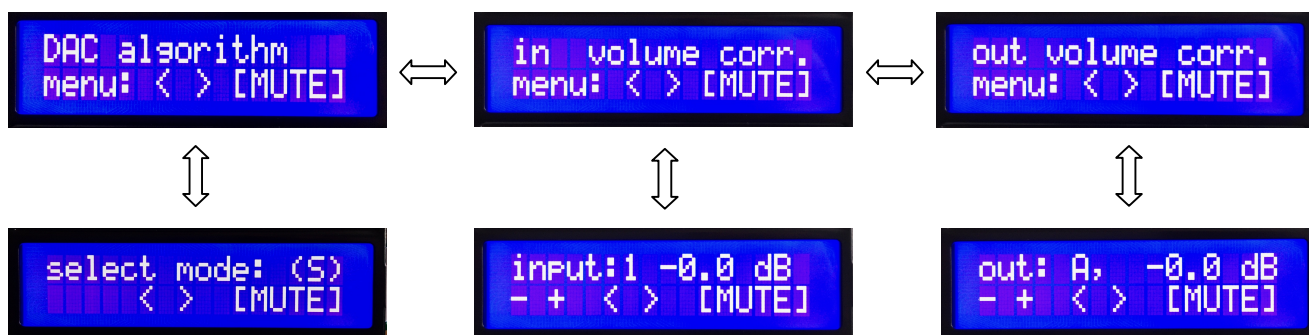 DAC algorithm
menu: < > [MUTE]
in volume corr.
menu: < > [MUTE]
out volume corr.
menu: < > [MUTE]
select mode: (S)
< > [MUTE]
input:1 -0.0 dB
- + < > [MUTE]
out: A, -0.0 dB
- + < > [MUTE]